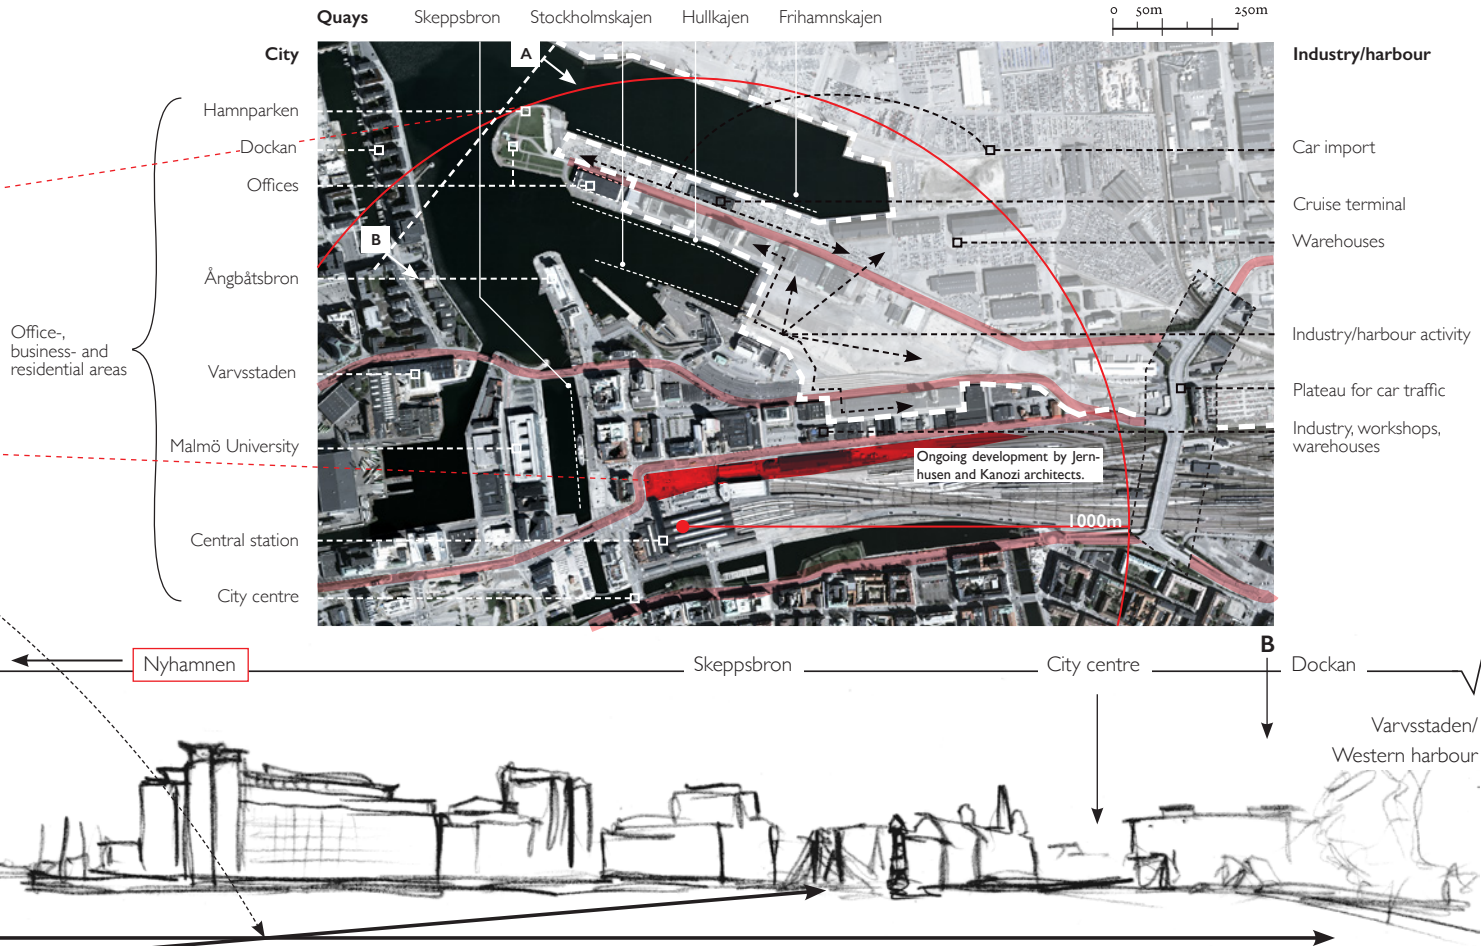 Quays
Skeppsbron
Stockholmskajen
Hullkajen
Frihamnskajen
0 50m 250m
City
Industry/harbour
A
Hamnparken
Dockan
Offices
B
Ångbåtsbron
Office-,
business- and
residential areas
Varvsstaden
Malmö University
Central station
City centre
Car import
Cruise terminal
Warehouses
Industry/harbour activity
Plateau for car traffic
Industry, workshops,
warehouses
Ongoing development by Jern-
husen and Kanozi architects.
1000m
Nyhamnen
Skeppsbron
City centre
B
Dockan
Varvsstaden/
Western harbour